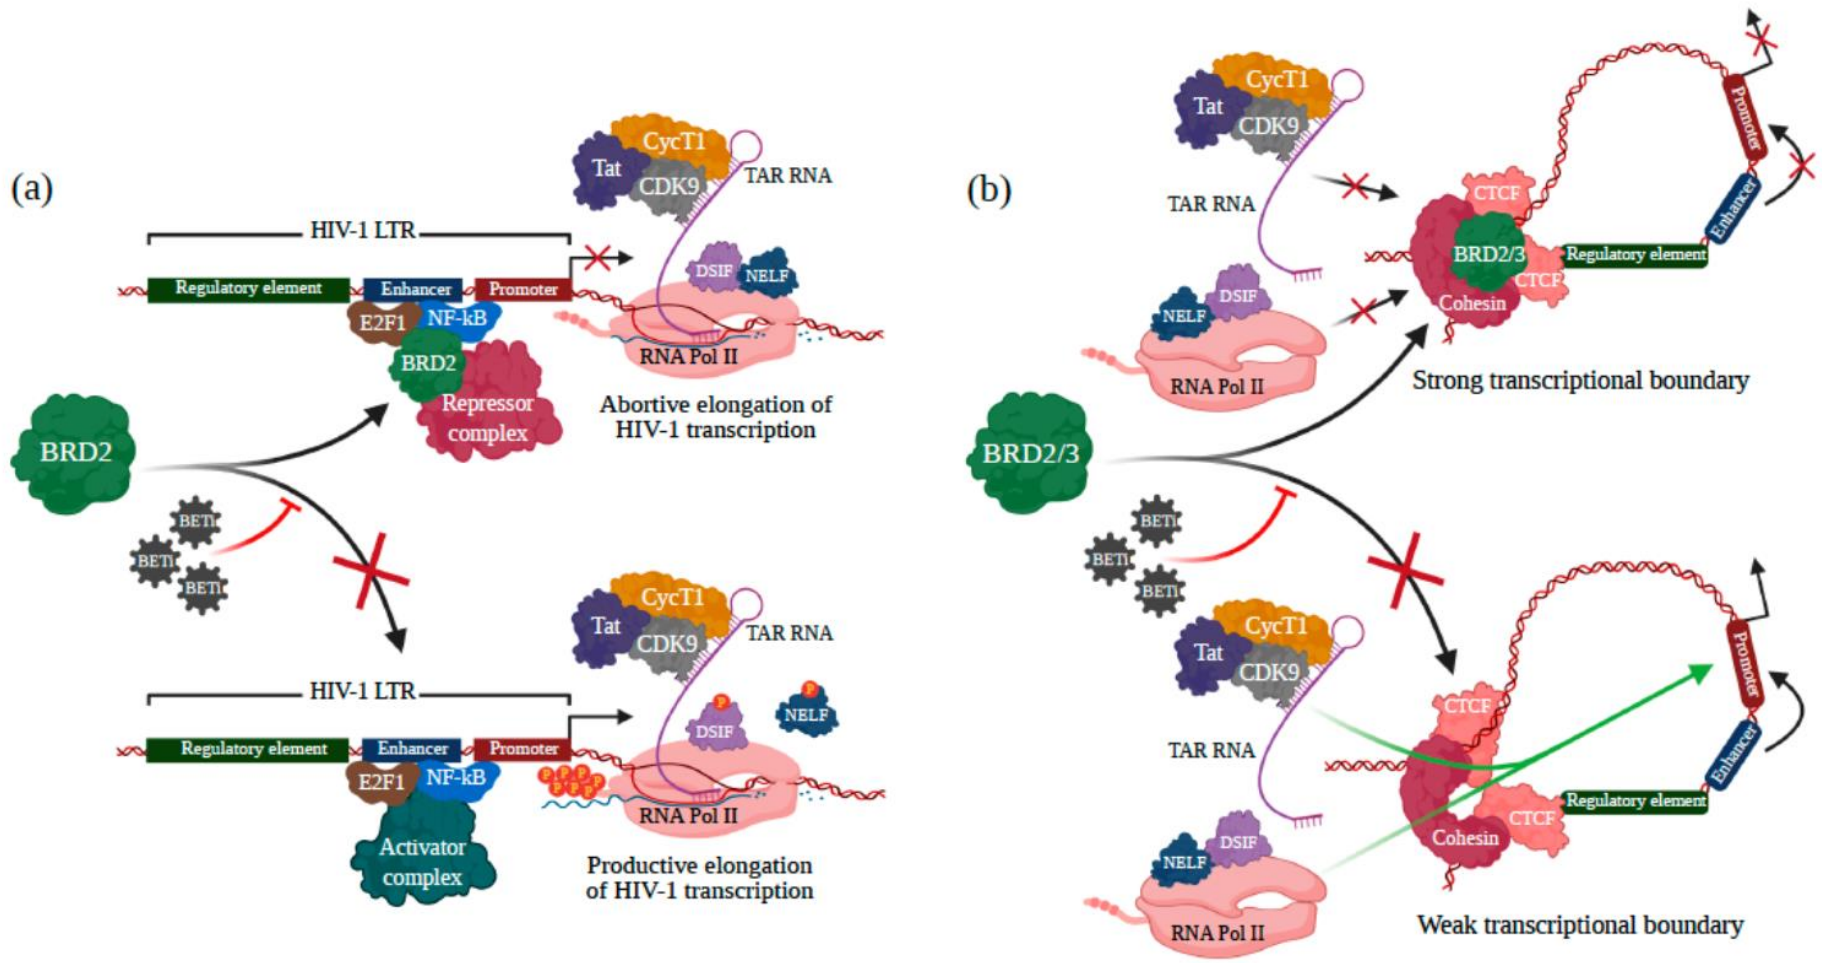 (a)
CycT1
Tat
CDK9
TAR RNA
HIV-1 LTR
DSIF
NELF
Regulatory element
Enhancer
Promoter
E2F1
NF-kB
BRD2
RNA Pol II
Repressor
complex
Abortive elongation of
HIV-1 transcription
BRD2
BETi
BETi
BETi
CycT1
Tat
CDK9
TAR RNA
HIV-1 LTR
P
P
DSIF
NELF
Regulatory element
Enhancer
Promoter
E2F1
NF-kB
P P P P
P P P
RNA Pol II
Activator
complex
Productive elongation
of HIV-1 transcription
(b)
CycT1
Tat
CDK9
TAR RNA
Promoter
Enhancer
CTCF
BRD2/3
CTCF
Cohesin
Regulatory element
NELF
DSIF
RNA Pol II
Strong transcriptional boundary
BRD2/3
BETi
BETi
BETi
CycT1
Tat
CDK9
TAR RNA
Promoter
Enhancer
CTCF
Regulatory element
CTCF
Cohesin
NELF
DSIF
RNA Pol II
Weak transcriptional boundary